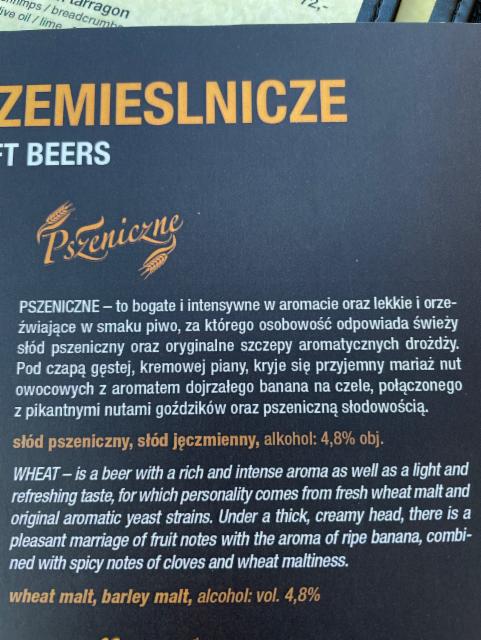 tarragon
/ breadcrumbs
oil / lime
72,-
ZEMIESLNICZE
FT BEERS
Pszeniczne
PSZENICZNE – to bogate i intensywne w aromacie oraz lekkie i orze-
źwiające w smaku piwo, za którego osobowość odpowiada świeży
słód pszeniczny oraz oryginalne szczepy aromatycznych drożdży.
Pod czapą gęstej, kremowej piany, kryje się przyjemny mariaż nut
owocowych z aromatem dojrzałego banana na czele, połączonego
z pikantnymi nutami goździków oraz pszeniczną słodowością.
słód pszeniczny, słód jęczmienny, alkohol: 4,8% obj.
WHEAT – is a beer with a rich and intense aroma as well as a light and
refreshing taste, for which personality comes from fresh wheat malt and
original aromatic yeast strains. Under a thick, creamy head, there is a
pleasant marriage of fruit notes with the aroma of ripe banana, combi-
ned with spicy notes of cloves and wheat maltiness.
wheat malt, barley malt, alcohol: vol. 4,8%